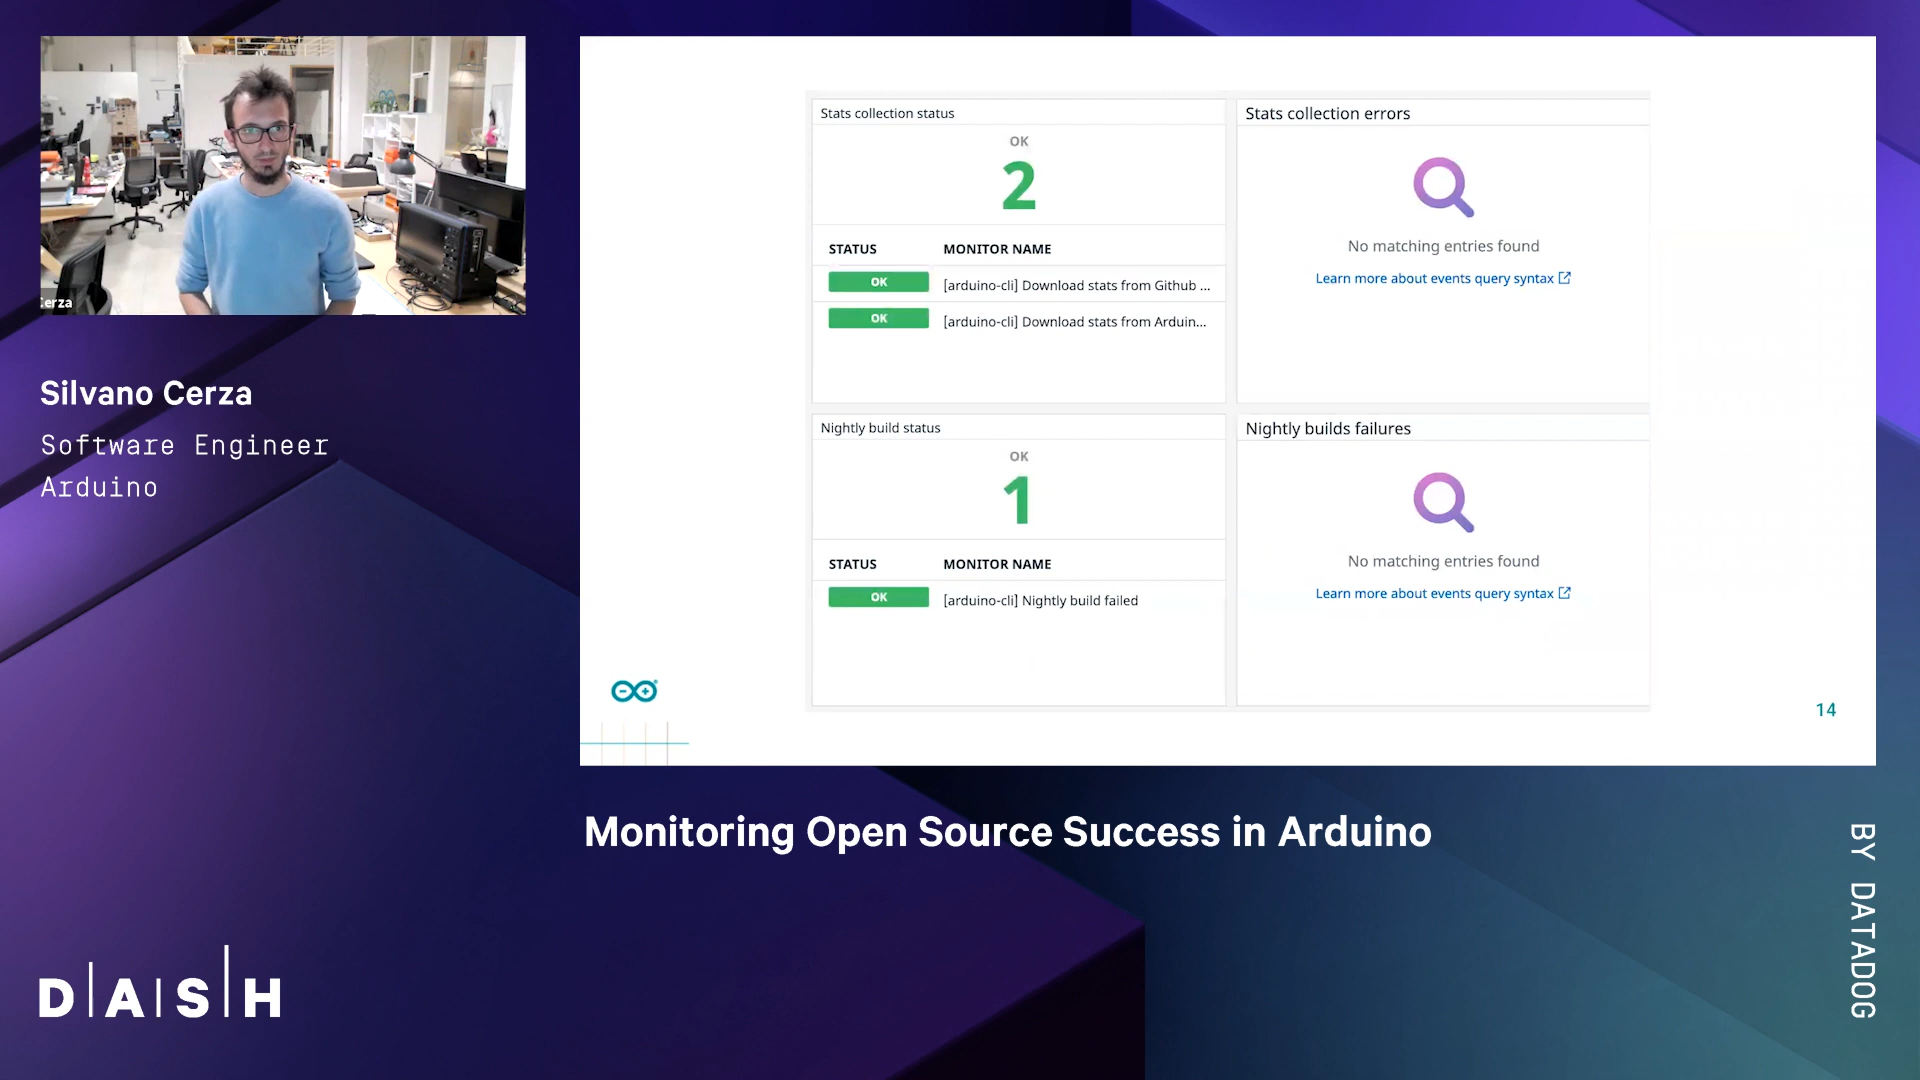 erza
Silvano Cerza
Software Engineer
Arduino
Stats collection status
OK
2
STATUS MONITOR NAME
OK [arduino-cli] Download stats from Github ...
OK [arduino-cli] Download stats from Arduin...
Stats collection errors
No matching entries found
Learn more about events query syntax
Nightly build status
OK
1
STATUS MONITOR NAME
OK [arduino-cli] Nightly build failed
Nightly builds failures
No matching entries found
Learn more about events query syntax
14
Monitoring Open Source Success in Arduino
DASH
BY DATADOG